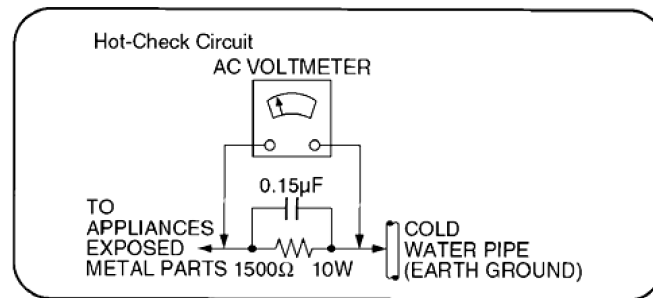 Hot-Check Circuit
AC VOLTMETER
0.15µF
TO
APPLIANCES
EXPOSED
METAL PARTS
1500Ω 10W
COLD
WATER PIPE
(EARTH GROUND)